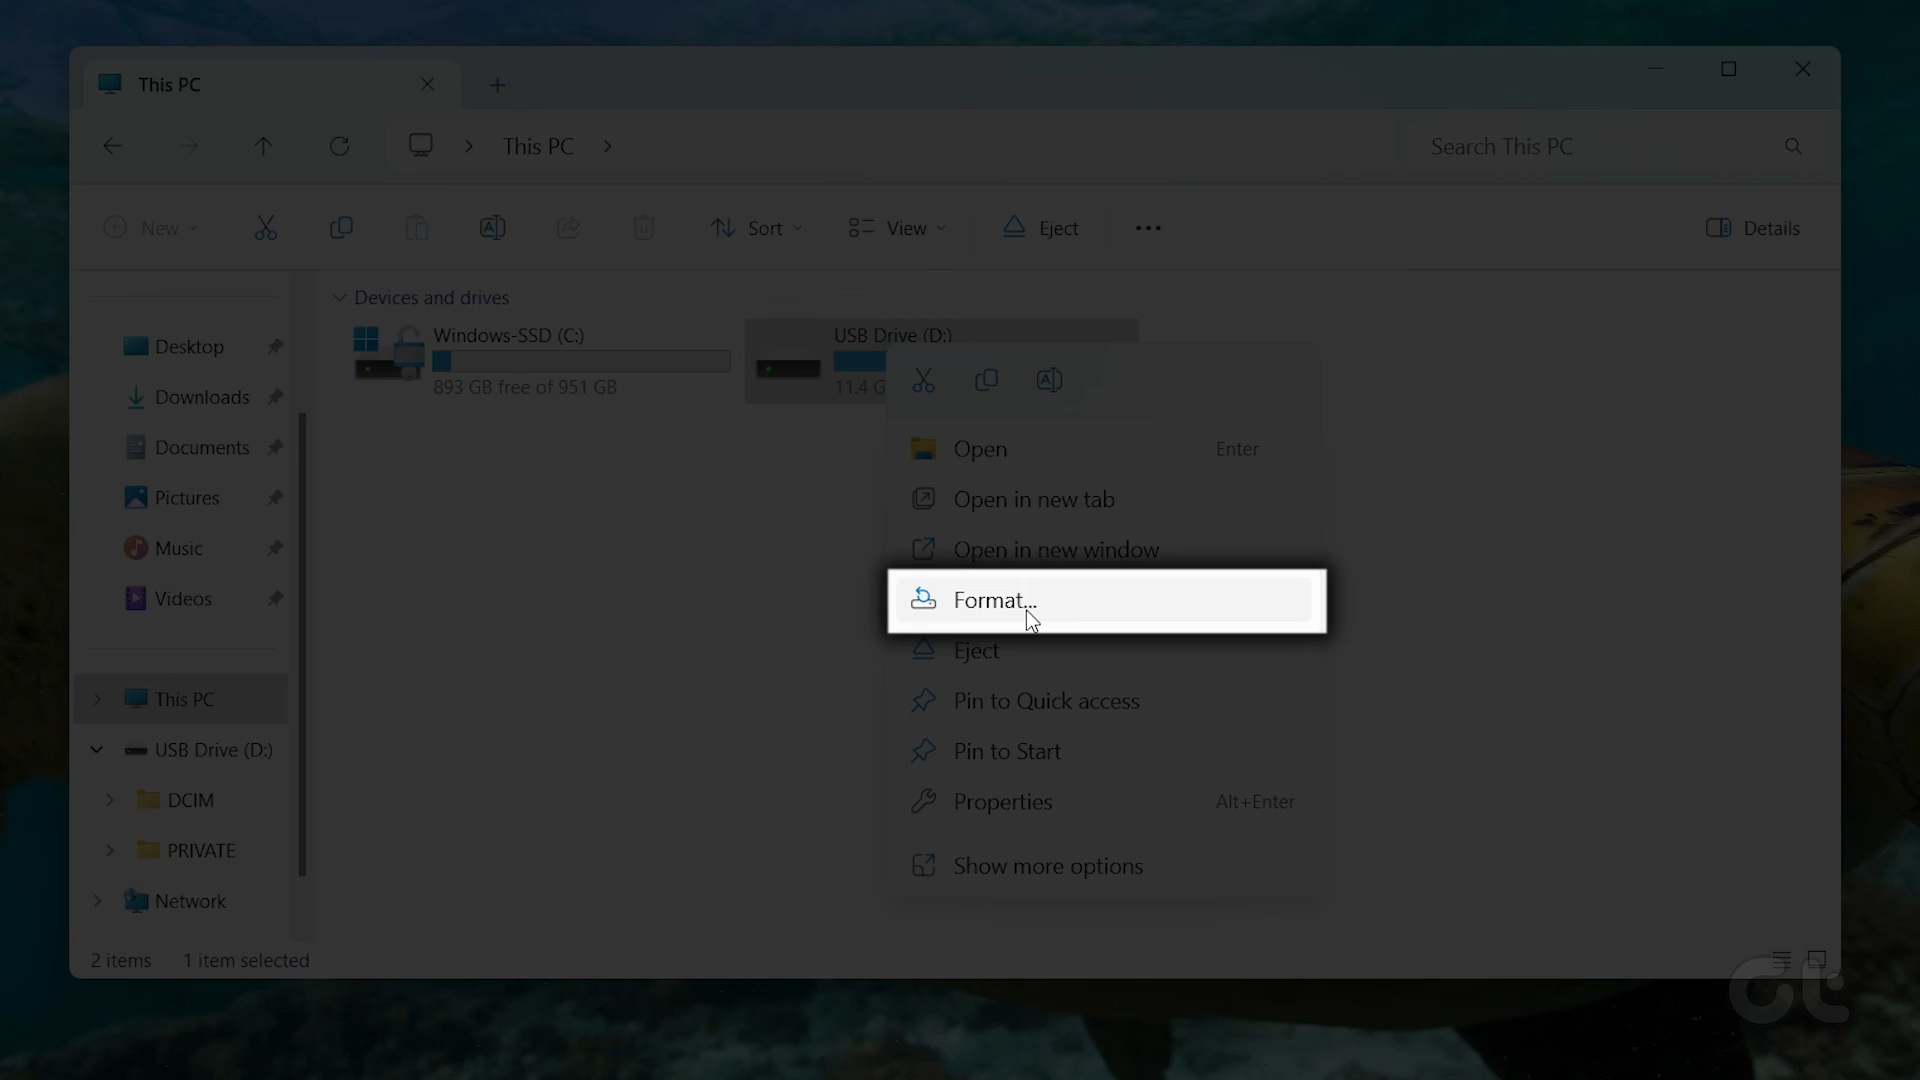 This PC
This PC
Search This PC
New
Sort
View
Eject
Details
Devices and drives
Windows-SSD (C:)
893 GB free of 951 GB
USB Drive (D:)
11.4 G
Desktop
Downloads
Documents
Pictures
Music
Videos
This PC
USB Drive (D:)
DCIM
PRIVATE
Network
Open Enter
Open in new tab
Open in new window
Format...
Eject
Pin to Quick access
Pin to Start
Properties Alt+Enter
Show more options
2 items 1 item selected
Gt